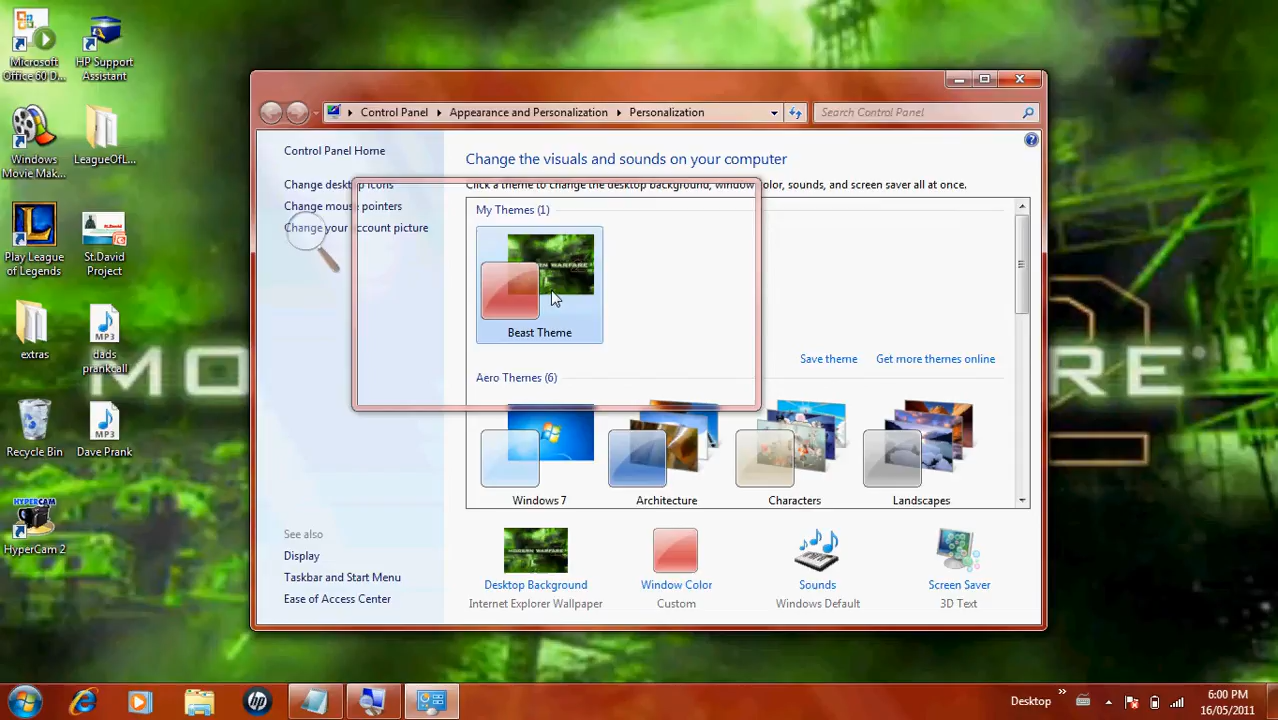 Microsoft
Office 60 D...
HP Support
Assistant
Windows
Movie Mak...
LeagueOfL...
Play League
of Legends
St.David
Project
extras
MP3
dads
prankcall
Recycle Bin
MP3
Dave Prank
HYPERCAM
HyperCam 2
Control Panel
Appearance and Personalization
Personalization
Search Control Panel
Control Panel Home
Change desktop icons
Change mouse pointers
Change your account picture
See also
Display
Taskbar and Start Menu
Ease of Access Center
Change the visuals and sounds on your computer
Click a theme to change the desktop background, window color, sounds, and screen saver all at once.
My Themes (1)
Beast Theme
Save theme
Get more themes online
Aero Themes (6)
Windows 7
Architecture
Characters
Landscapes
Desktop Background
Internet Explorer Wallpaper
Window Color
Custom
Sounds
Windows Default
Screen Saver
3D Text
hp
Desktop
6:00 PM
16/05/2011